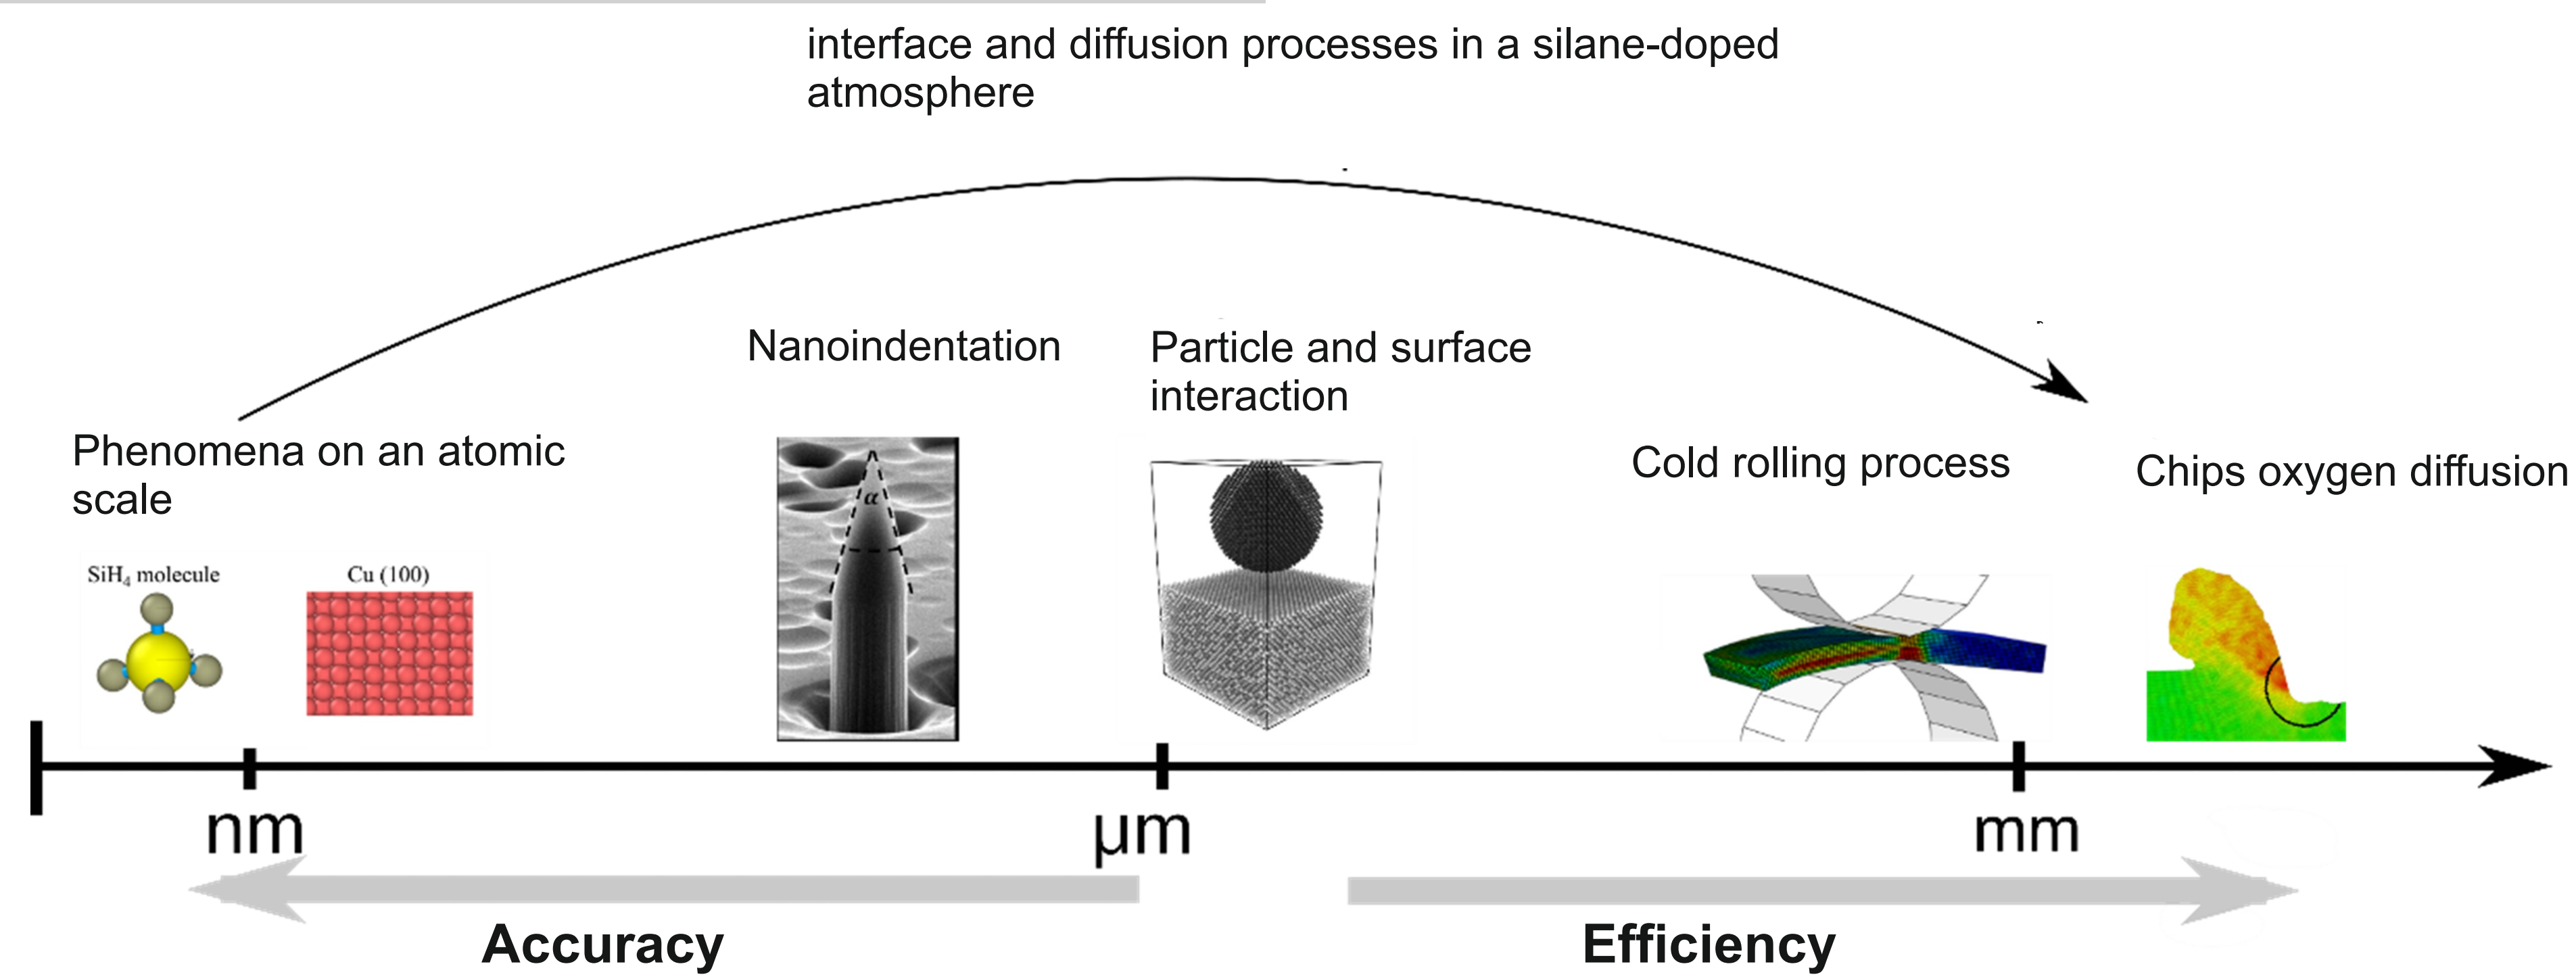 interface and diffusion processes in a silane-doped
atmosphere
Nanoindentation
Particle and surface
interaction
Phenomena on an atomic
scale
Cold rolling process
Chips oxygen diffusion
SiH₄ molecule
Cu (100)
α
nm
µm
mm
Accuracy
Efficiency